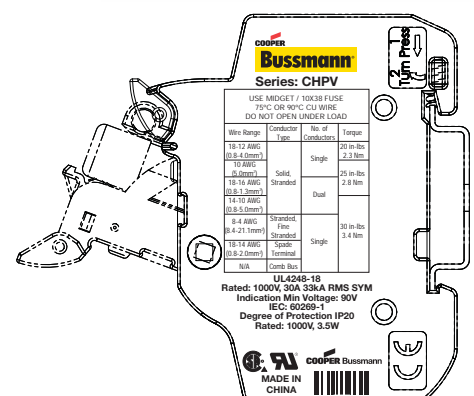 COOPER
Bussmann®
Series: CHPV
1 Press
2 Turn
USE MIDGET / 10X38 FUSE
75°C OR 90°C CU WIRE
DO NOT OPEN UNDER LOAD
Wire Range Conductor Type No. of Conductors Torque
18-12 AWG (0.8-4.0mm²) Solid, Stranded Single 20 in-lbs 2.3 Nm
10 AWG (5.0mm²) 25 in-lbs 2.8 Nm
18-16 AWG (0.8-1.3mm²) Dual
14-10 AWG (0.8-5.0mm²) 30 in-lbs 3.4 Nm
8-4 AWG (8.4-21.1mm²) Stranded, Fine Stranded Single
18-14 AWG (0.8-2.0mm²) Spade Terminal
N/A Comb Bus
UL4248-18
Rated: 1000V, 30A 33kA RMS SYM
Indication Min Voltage: 90V
IEC: 60269-1
Degree of Protection IP20
Rated: 1000V, 3.5W
COOPER Bussmann
MADE IN
CHINA
CE